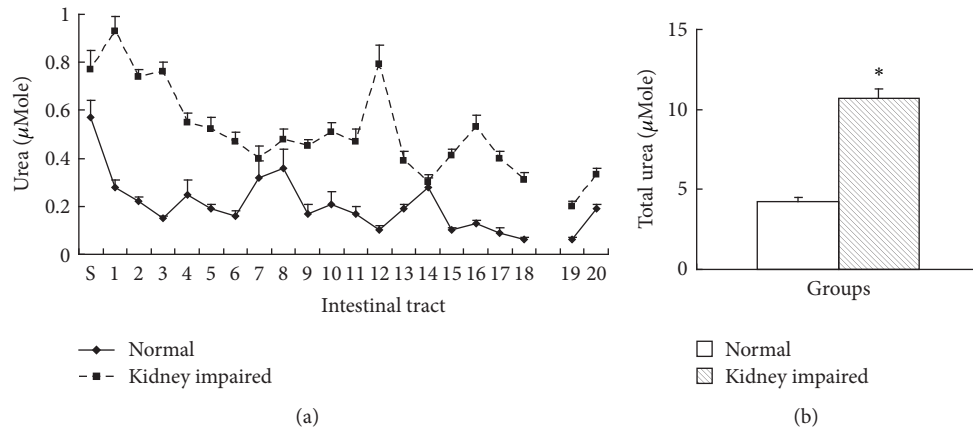 1
0.8
0.6
0.4
0.2
0
Urea (μMole)
S 1 2 3 4 5 6 7 8 9 10 11 12 13 14 15 16 17 18 19 20
Intestinal tract
Normal
Kidney impaired
(a)
15
10
5
0
Total urea (μMole)
*
Groups
Normal
Kidney impaired
(b)